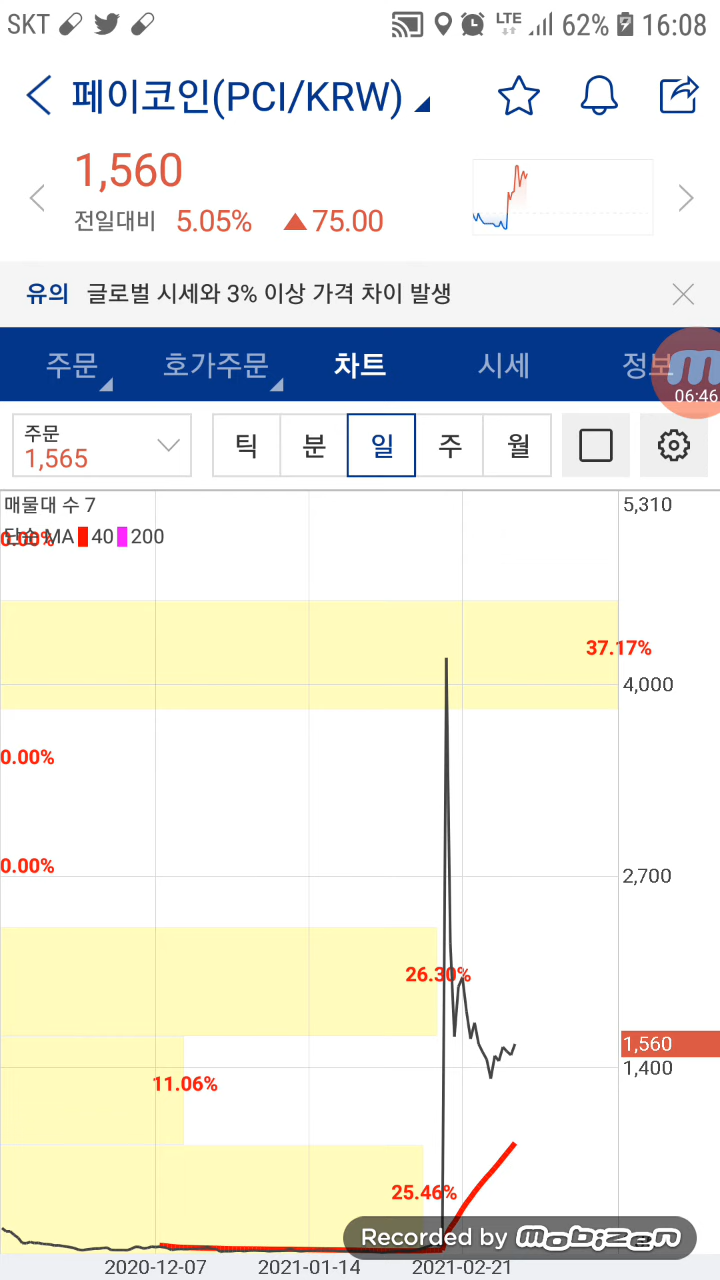 SKT LTE 62% 16:08
페이코인(PCI/KRW)
1,560
전일대비 5.05% ▲75.00
유의 글로벌 시세와 3% 이상 가격 차이 발생
주문 호가주문 차트 시세 정보
06:46
주문
1,565
틱 분 일 주 월
매물대 수 7
5,310
단순 MA 40 200
0.00%
37.17%
4,000
0.00%
0.00%
2,700
26.30%
1,560
1,400
11.06%
25.46%
Recorded by mobizen
2020-12-07 2021-01-14 2021-02-21